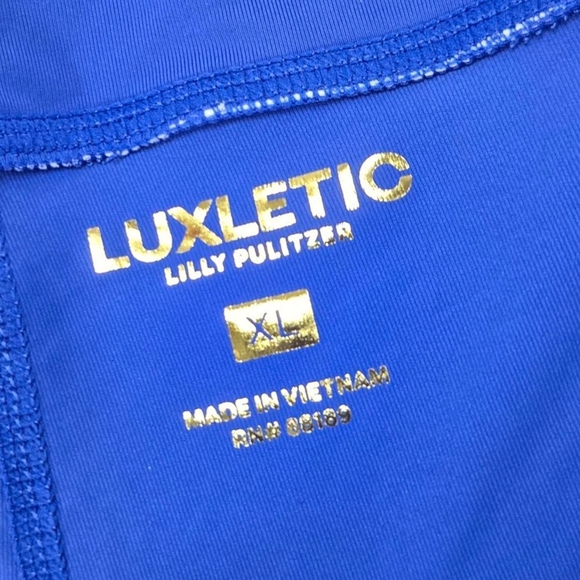 LUXLETIC
LILLY PULITZER
XL
MADE IN VIETNAM
RN# 88189